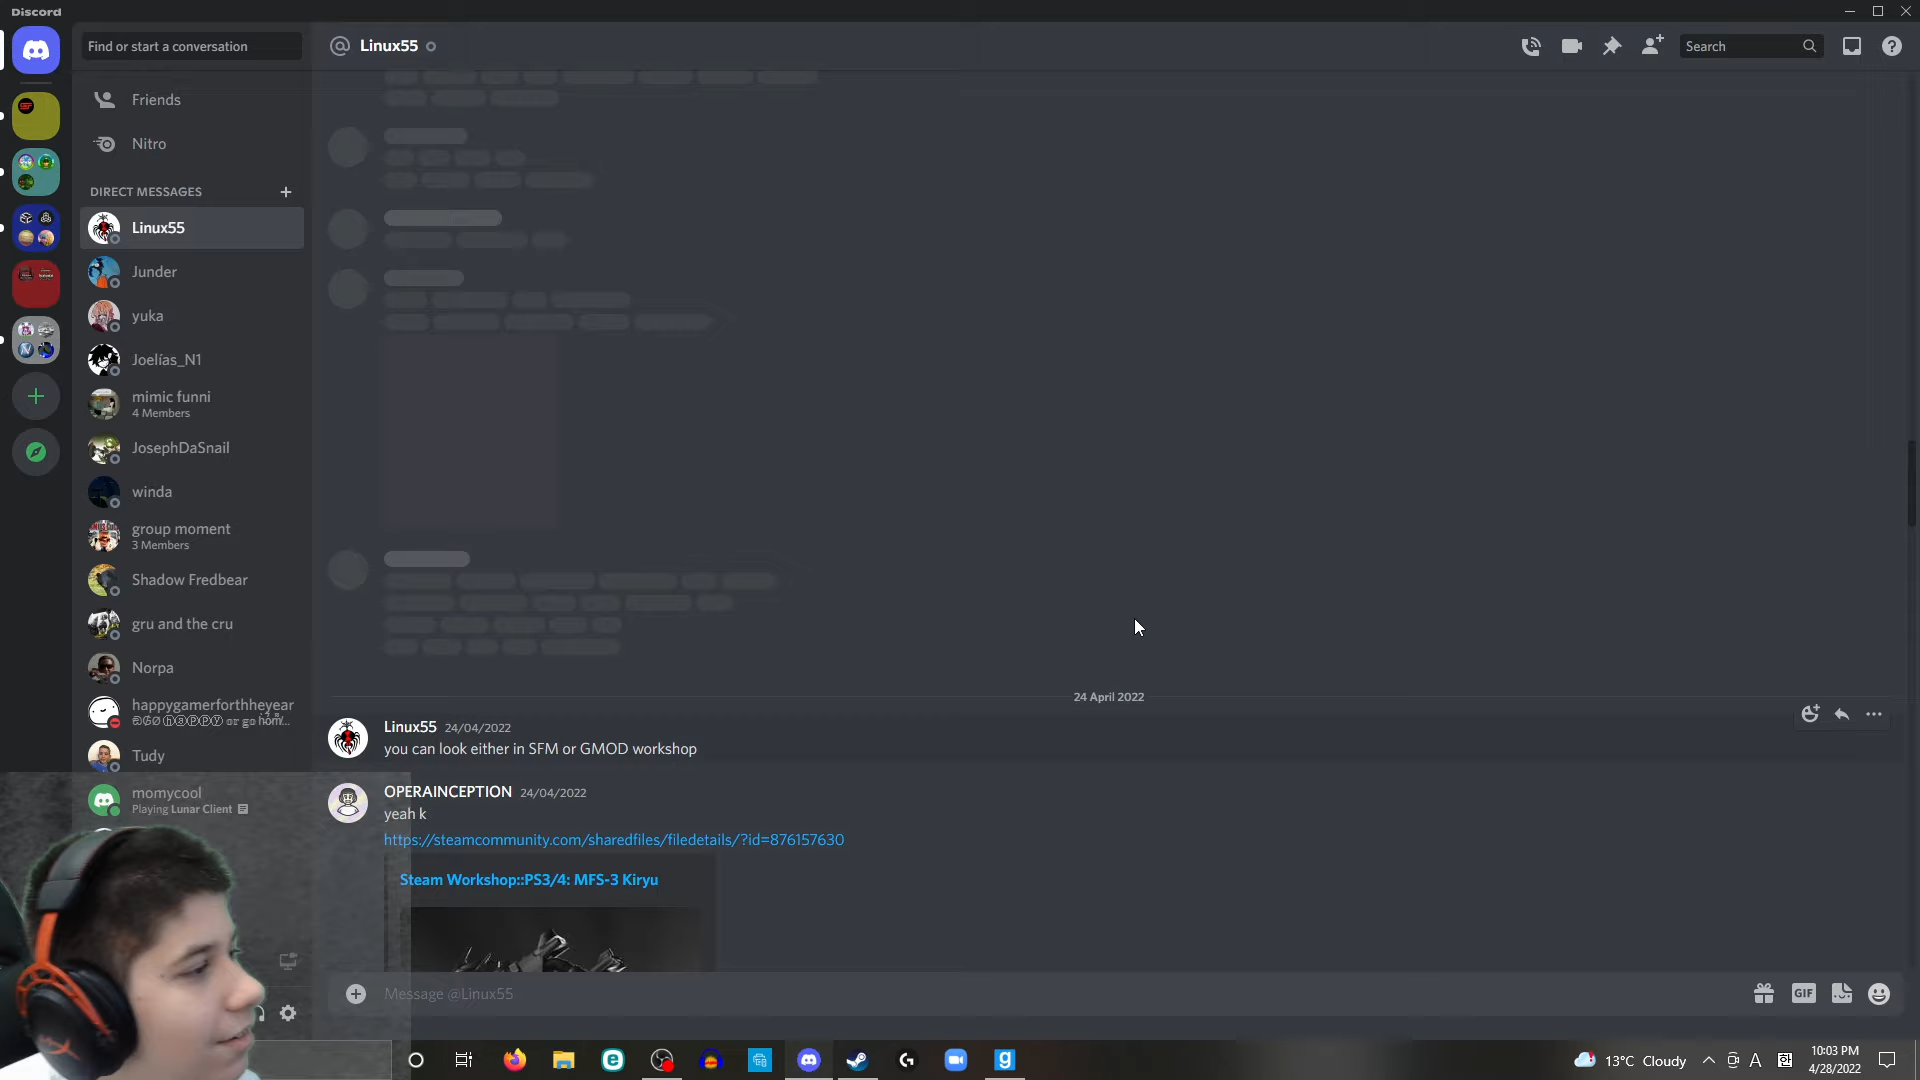 Discord
Find or start a conversation
Linux55
Search
Friends
Nitro
DIRECT MESSAGES
Linux55
Junder
yuka
Joelías_N1
mimic funni
4 Members
JosephDaSnail
winda
group moment
3 Members
Shadow Fredbear
gru and the cru
Norpa
happygamerforthheyear
Tudy
momycool
Playing Lunar Client
24 April 2022
Linux55 24/04/2022
you can look either in SFM or GMOD workshop
OPERAINCEPTION 24/04/2022
yeah k
https://steamcommunity.com/sharedfiles/filedetails/?id=876157630
Steam Workshop::PS3/4: MFS-3 Kiryu
Message @Linux55
GIF
13°C Cloudy
A
10:03 PM
4/28/2022